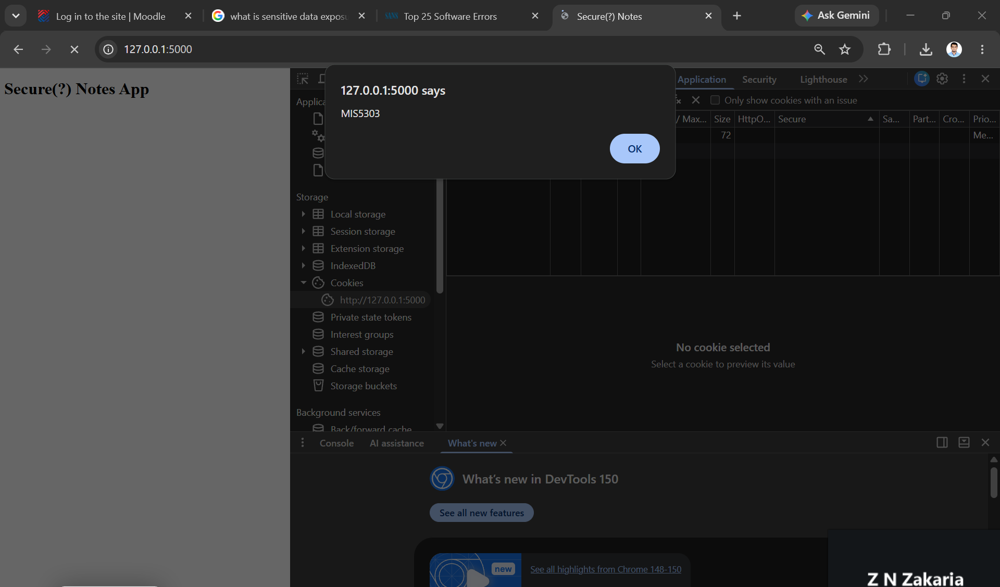 Log in to the site | Moodle
what is sensitive data exposu
Top 25 Software Errors
Secure(?) Notes
Ask Gemini
127.0.0.1:5000
Secure(?) Notes App
127.0.0.1:5000 says
MIS5303
OK
Application
Security
Lighthouse
Only show cookies with an issue
/ Max...
Size
HttpO...
Secure
Sa...
Part...
Cro...
Prio...
72
Me...
Applica
Storage
Local storage
Session storage
Extension storage
IndexedDB
Cookies
http://127.0.0.1:5000
Private state tokens
Interest groups
Shared storage
Cache storage
Storage buckets
Background services
Back/forward cache
No cookie selected
Select a cookie to preview its value
Console
AI assistance
What's new
What's new in DevTools 150
See all new features
new
See all highlights from Chrome 148-150
Z N Zakaria